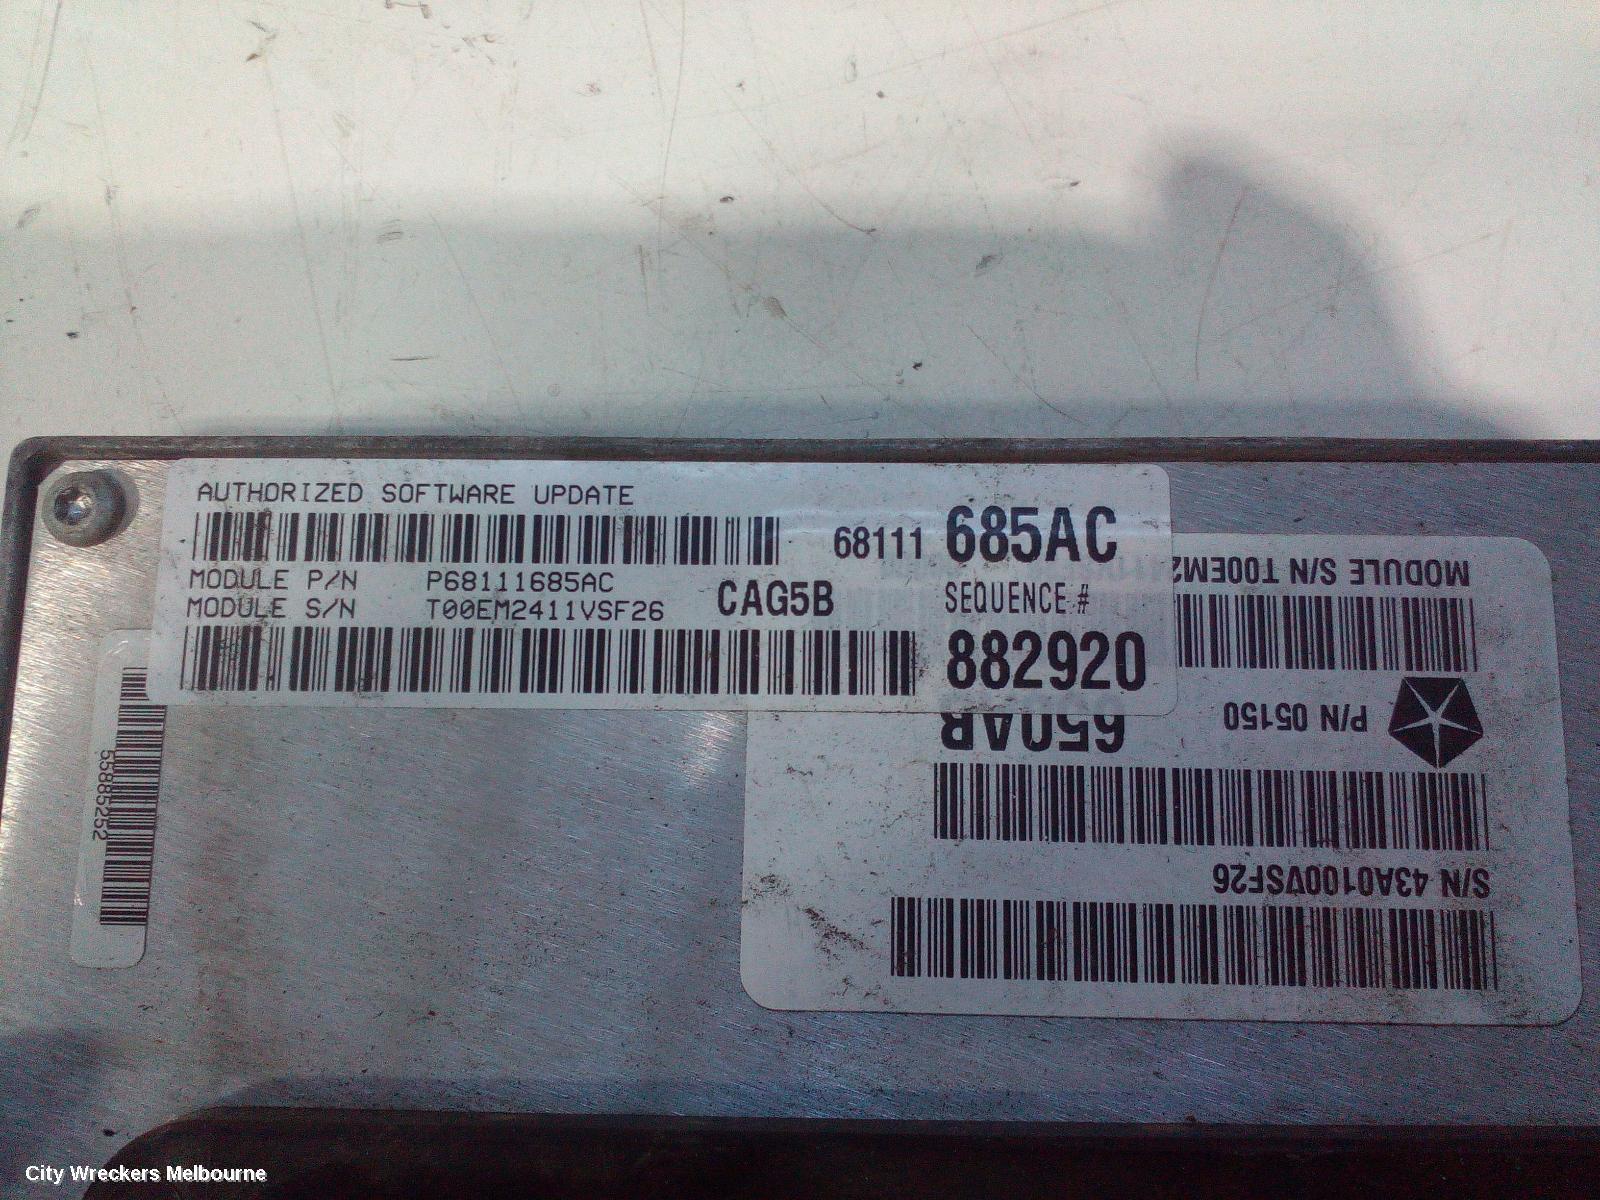 AUTHORIZED SOFTWARE UPDATE
68111 685AC
MODULE P/N P68111685AC
MODULE S/N T00EM2411VSF26
CAG5B
SEQUENCE #
882920
MODULE S/N T00EM2
P/N 05150
650AB
S/N 43A0100VSF26
55885252
City Wreckers Melbourne